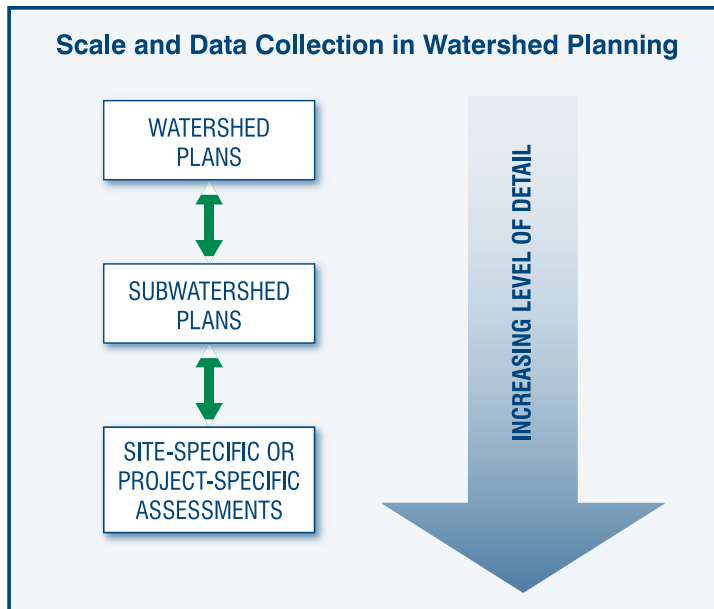 Scale and Data Collection in Watershed Planning
WATERSHED
PLANS
SUBWATERSHED
PLANS
SITE-SPECIFIC OR
PROJECT-SPECIFIC
ASSESSMENTS
INCREASING LEVEL OF DETAIL